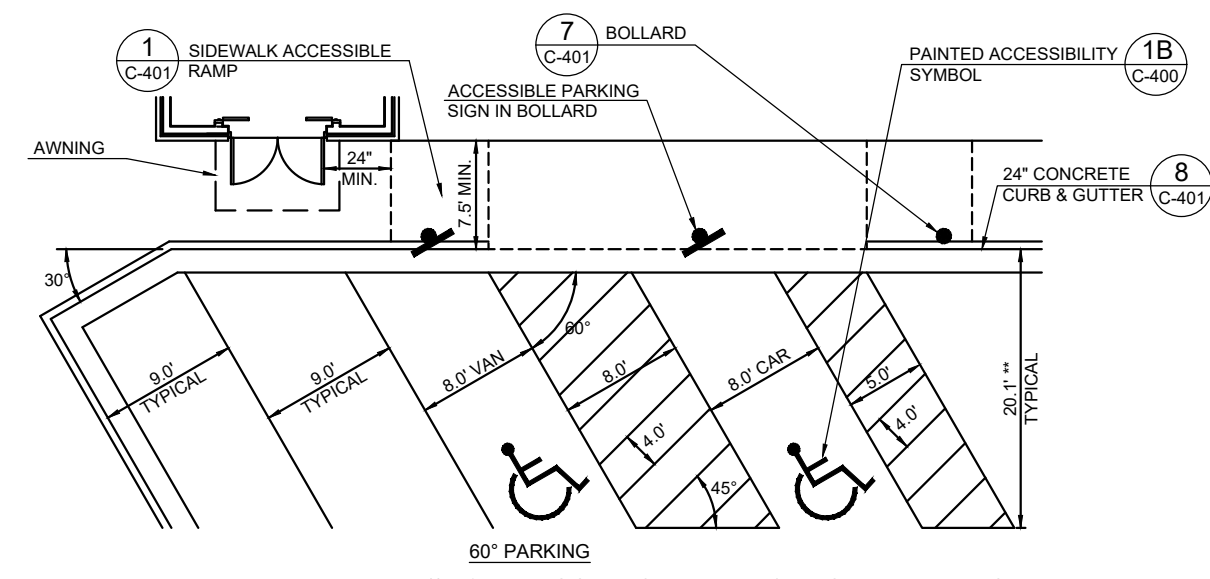 1
C-401
SIDEWALK ACCESSIBLE
RAMP
7
C-401
BOLLARD
PAINTED ACCESSIBILITY
SYMBOL
1B
C-400
ACCESSIBLE PARKING
SIGN IN BOLLARD
AWNING
24"
MIN.
7.5' MIN.
24" CONCRETE
CURB & GUTTER
8
C-401
30°
60°
9.0'
TYPICAL
9.0'
TYPICAL
8.0' VAN
8.0'
4.0'
45°
8.0' CAR
5.0'
4.0'
20.1' **
TYPICAL
60° PARKING